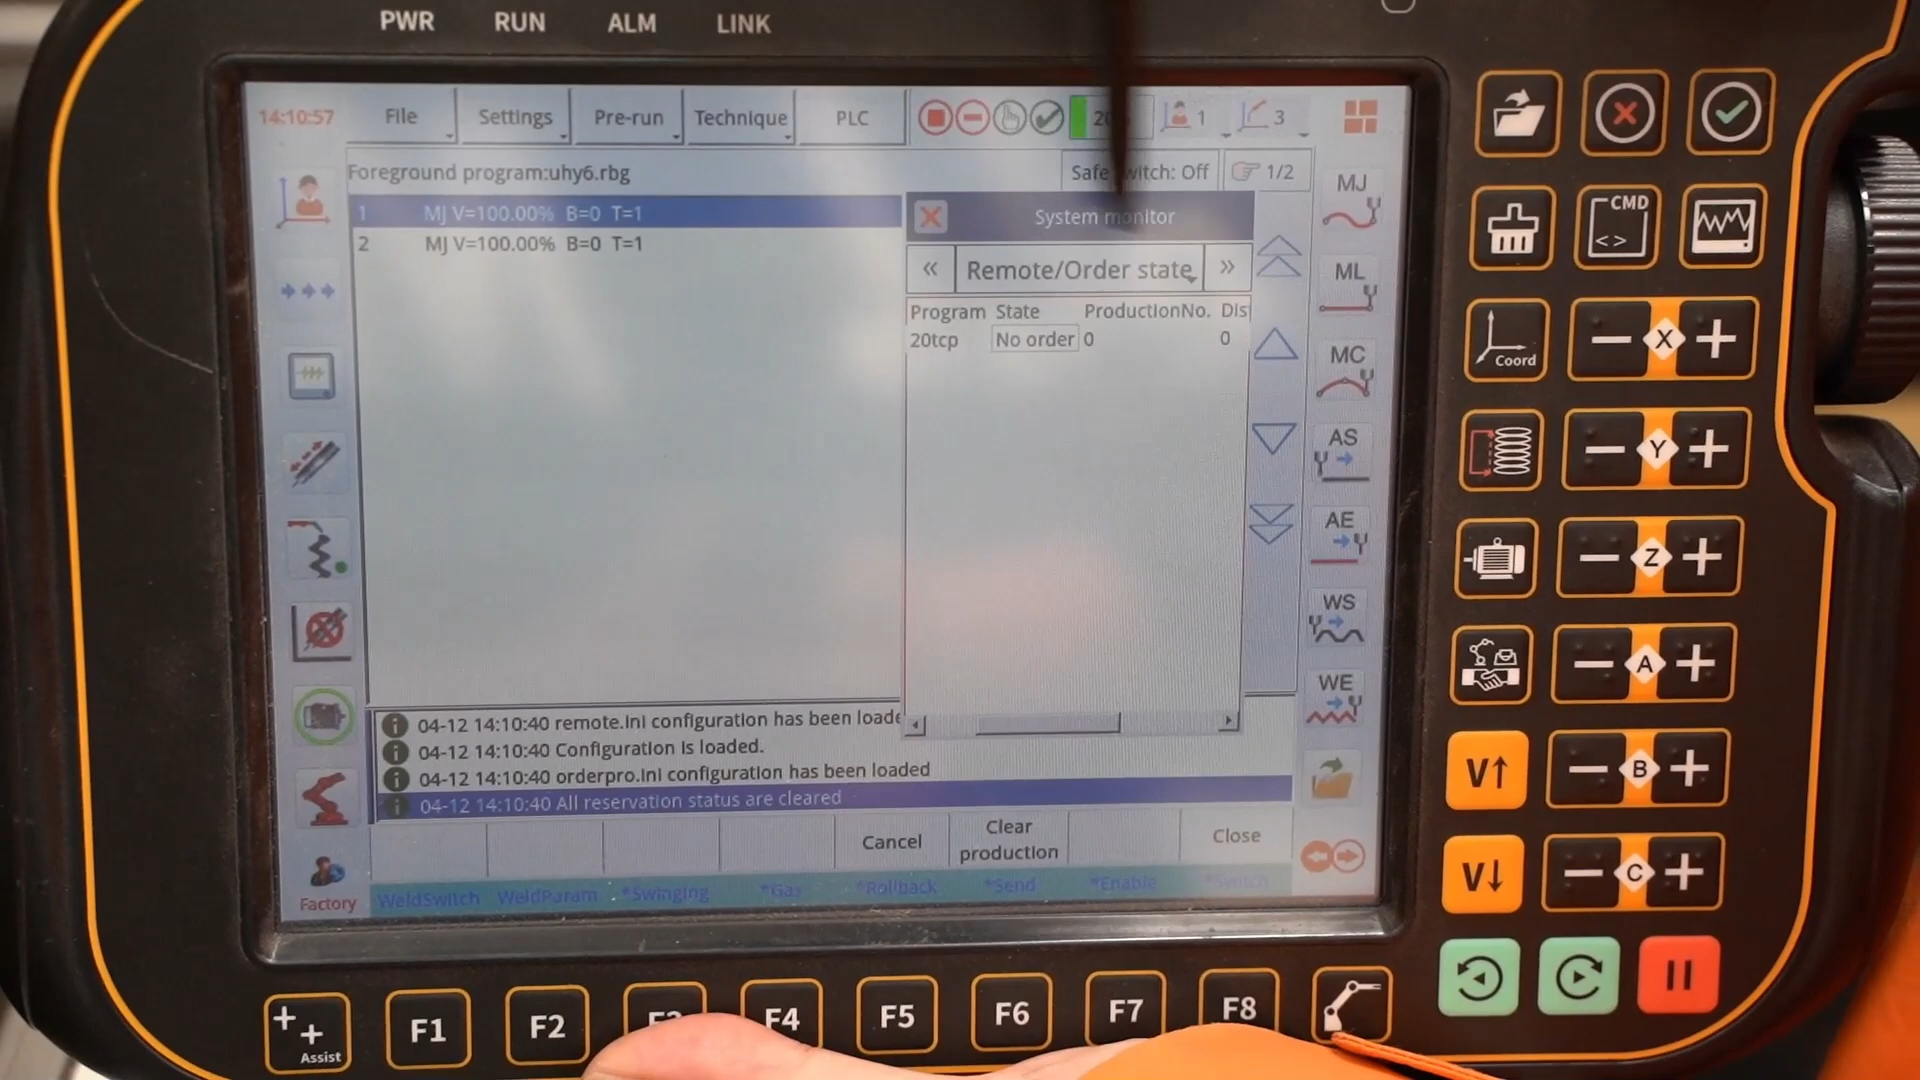 PWR RUN ALM LINK
14:10:57 File Settings Pre-run Technique PLC 1 3
Foreground program:uhy6.rbg
Safe Switch: Off 1/2
1 MJ V=100.00% B=0 T=1
2 MJ V=100.00% B=0 T=1
System monitor
« Remote/Order state »
Program State ProductionNo. Dis
20tcp No order 0 0
MJ
ML
MC
AS
AE
WS
WE
04-12 14:10:40 remote.ini configuration has been loade
04-12 14:10:40 Configuration is loaded.
04-12 14:10:40 orderpro.ini configuration has been loaded
04-12 14:10:40 All reservation status are cleared
Cancel Clear production Close
Factory WeldSwitch WeldParam *Swinging *Gas *Rollback *Send *Enable *Switch
CMD
<>
Coord
- X +
- Y +
- Z +
- A +
V↑ - B +
V↓ - C +
Assist F1 F2 F3 F4 F5 F6 F7 F8